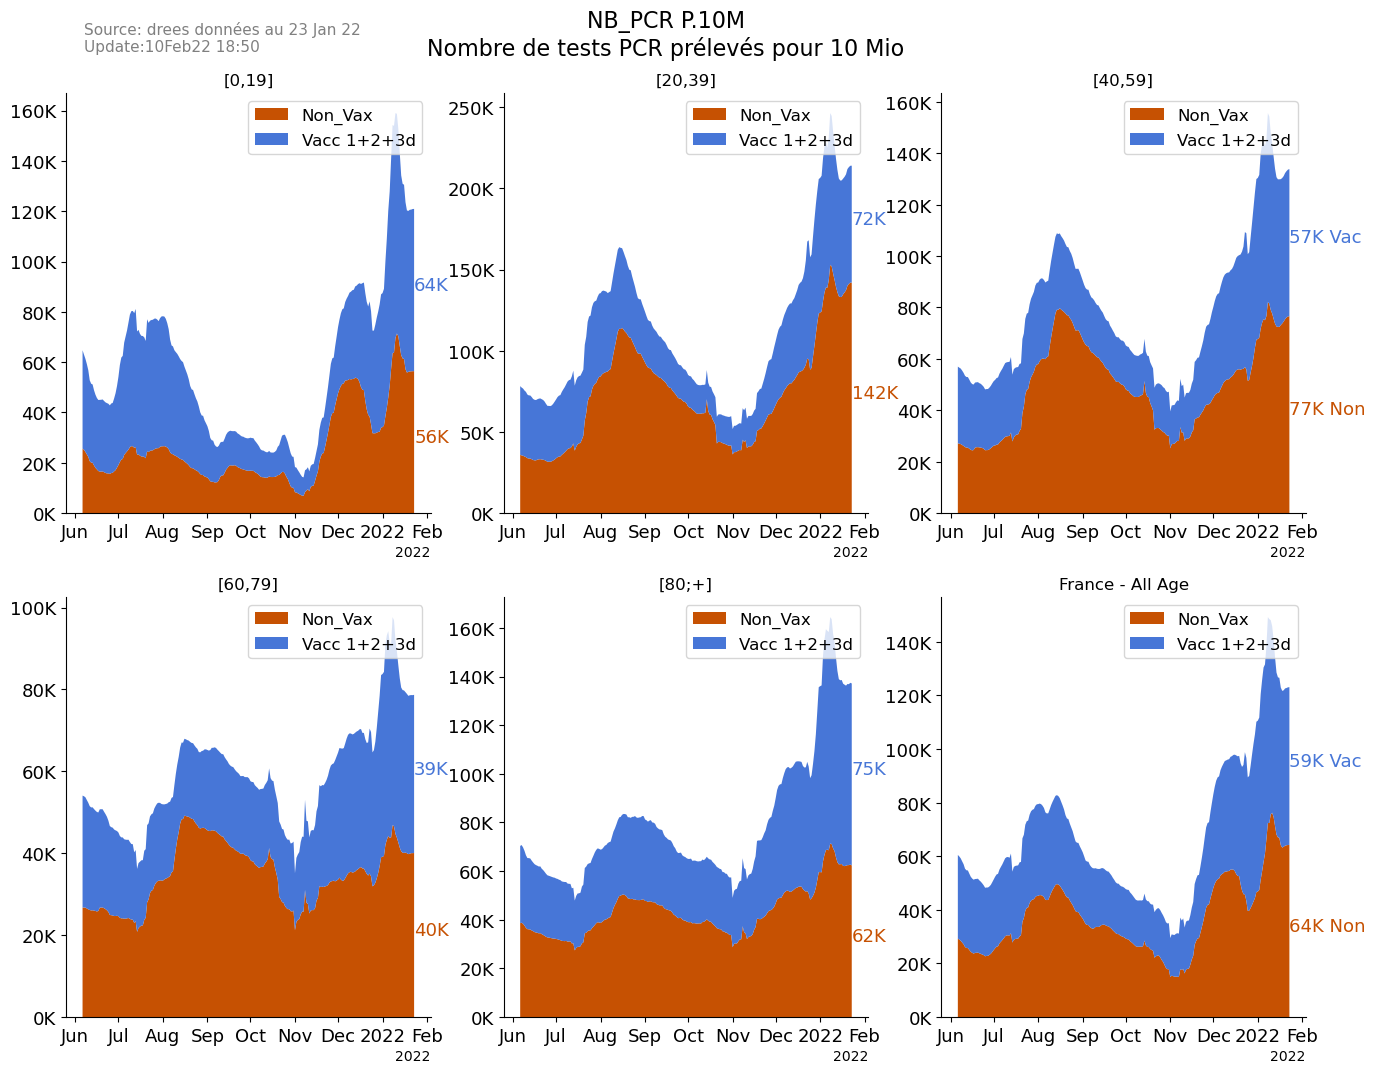 Source: drees données au 23 Jan 22
Update:10Feb22 18:50
NB_PCR P.10M
Nombre de tests PCR prélevés pour 10 Mio
[0,19]
Non_Vax
Vacc 1+2+3d
160K
140K
120K
100K
80K
60K
40K
20K
0K
64K
56K
Jun Jul Aug Sep Oct Nov Dec 2022 Feb
2022
[20,39]
Non_Vax
Vacc 1+2+3d
250K
200K
150K
100K
50K
0K
72K
142K
Jun Jul Aug Sep Oct Nov Dec 2022 Feb
2022
[40,59]
Non_Vax
Vacc 1+2+3d
160K
140K
120K
100K
80K
60K
40K
20K
0K
57K Vac
77K Non
Jun Jul Aug Sep Oct Nov Dec 2022 Feb
2022
[60,79]
Non_Vax
Vacc 1+2+3d
100K
80K
60K
40K
20K
0K
39K
40K
Jun Jul Aug Sep Oct Nov Dec 2022 Feb
2022
[80;+]
Non_Vax
Vacc 1+2+3d
160K
140K
120K
100K
80K
60K
40K
20K
0K
75K
62K
Jun Jul Aug Sep Oct Nov Dec 2022 Feb
2022
France - All Age
Non_Vax
Vacc 1+2+3d
140K
120K
100K
80K
60K
40K
20K
0K
59K Vac
64K Non
Jun Jul Aug Sep Oct Nov Dec 2022 Feb
2022